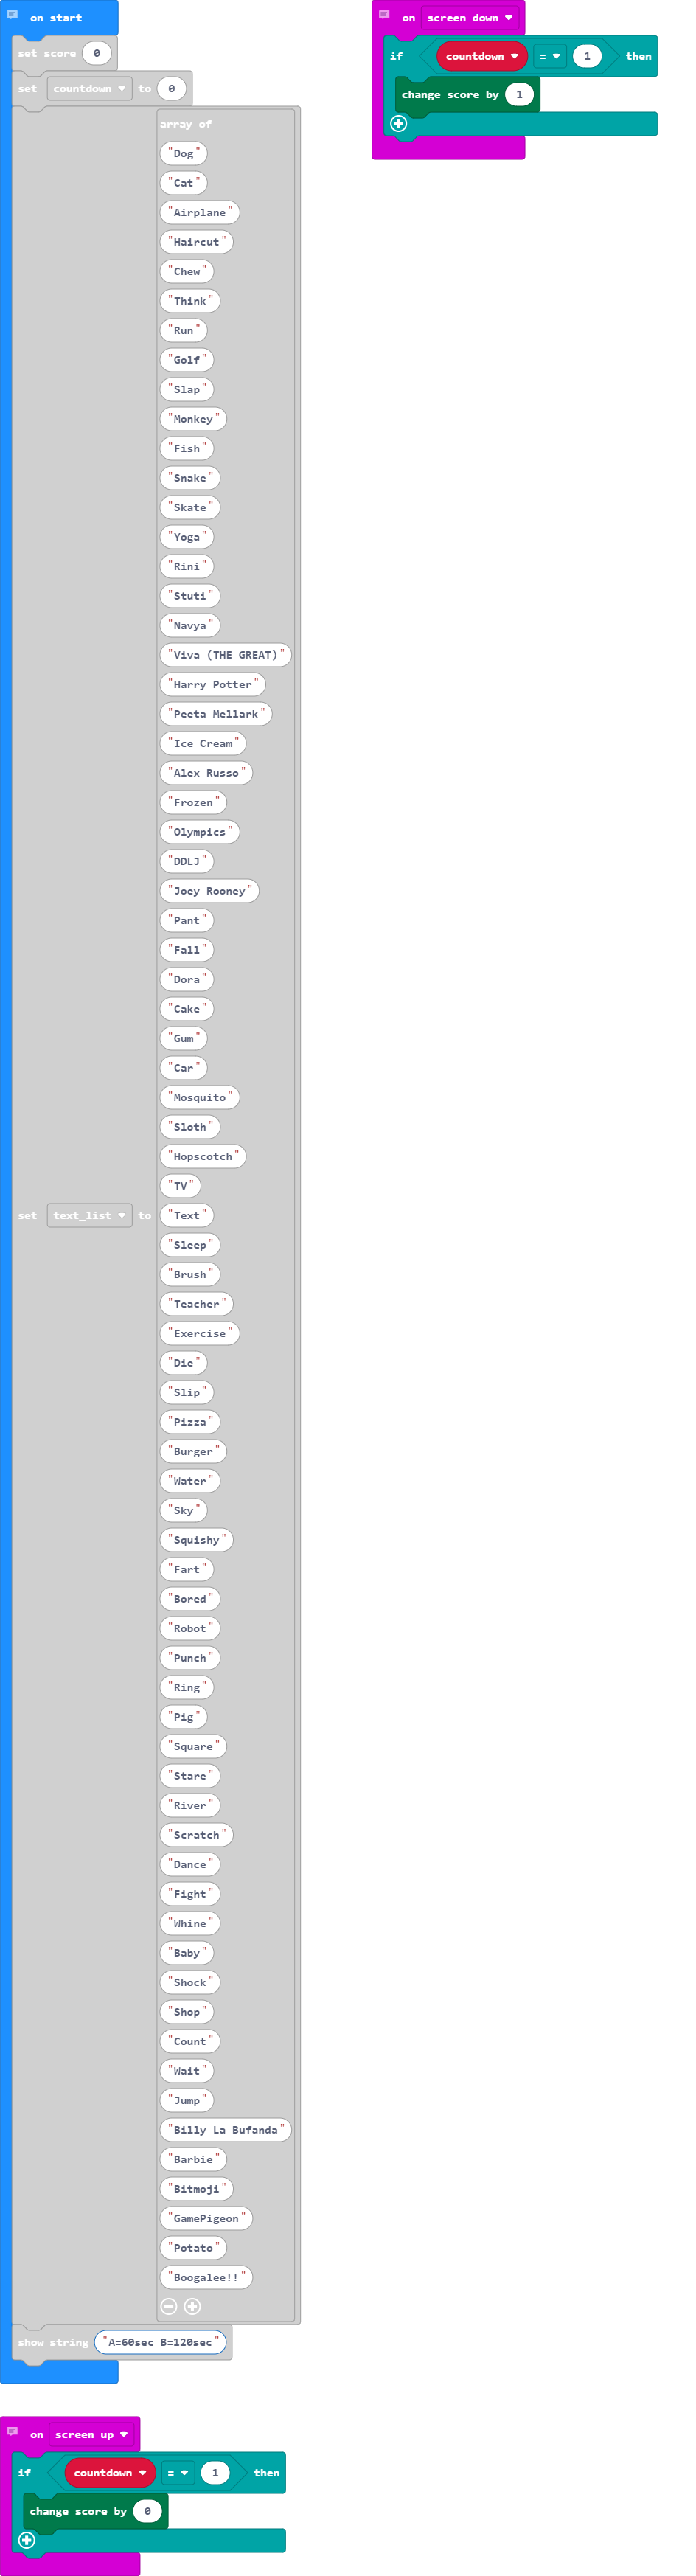 on start
set score 0
set countdown to 0
set text_list to
array of
"Dog"
"Cat"
"Airplane"
"Haircut"
"Chew"
"Think"
"Run"
"Golf"
"Slap"
"Monkey"
"Fish"
"Snake"
"Skate"
"Yoga"
"Rini"
"Stuti"
"Navya"
"Viva (THE GREAT)"
"Harry Potter"
"Peeta Mellark"
"Ice Cream"
"Alex Russo"
"Frozen"
"Olympics"
"DDLJ"
"Joey Rooney"
"Pant"
"Fall"
"Dora"
"Cake"
"Gum"
"Car"
"Mosquito"
"Sloth"
"Hopscotch"
"TV"
"Text"
"Sleep"
"Brush"
"Teacher"
"Exercise"
"Die"
"Slip"
"Pizza"
"Burger"
"Water"
"Sky"
"Squishy"
"Fart"
"Bored"
"Robot"
"Punch"
"Ring"
"Pig"
"Square"
"Stare"
"River"
"Scratch"
"Dance"
"Fight"
"Whine"
"Baby"
"Shock"
"Shop"
"Count"
"Wait"
"Jump"
"Billy La Bufanda"
"Barbie"
"Bitmoji"
"GamePigeon"
"Potato"
"Boogalee!!"
show string "A=60sec B=120sec"
on screen down
if countdown = 1 then
change score by 1
on screen up
if countdown = 1 then
change score by 0